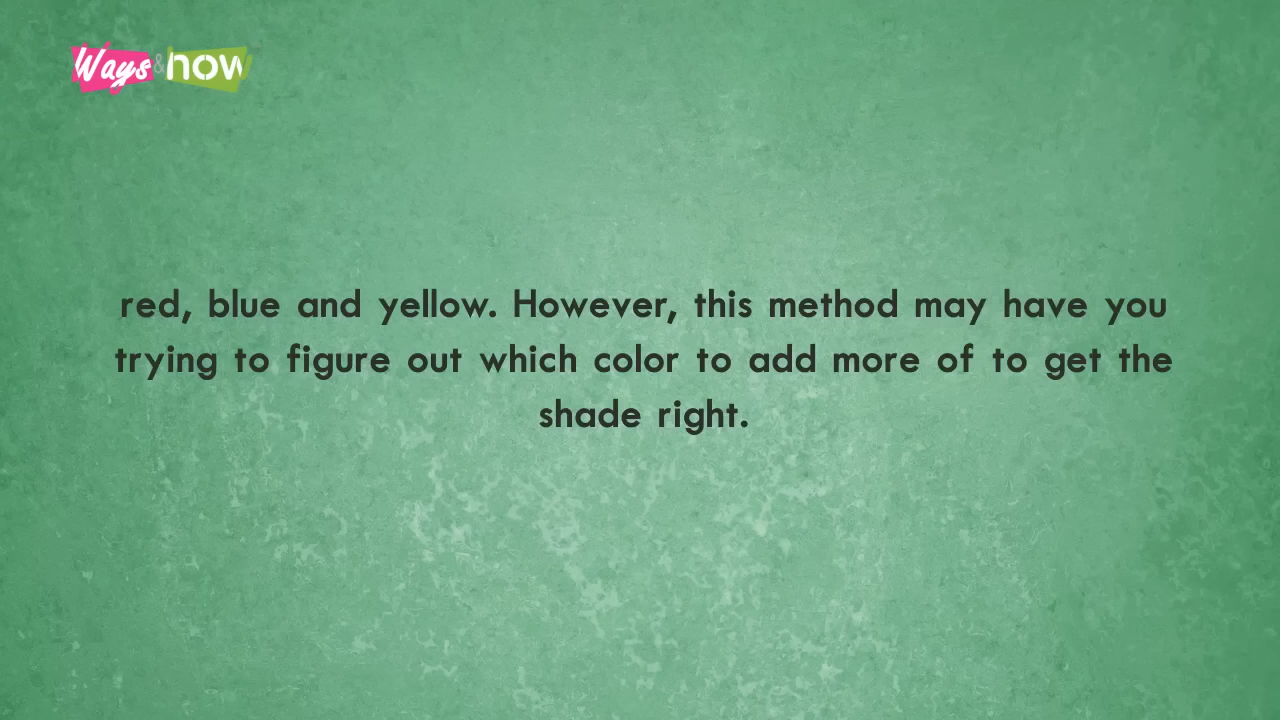 Ways & how
red, blue and yellow. However, this method may have you
trying to figure out which color to add more of to get the
shade right.